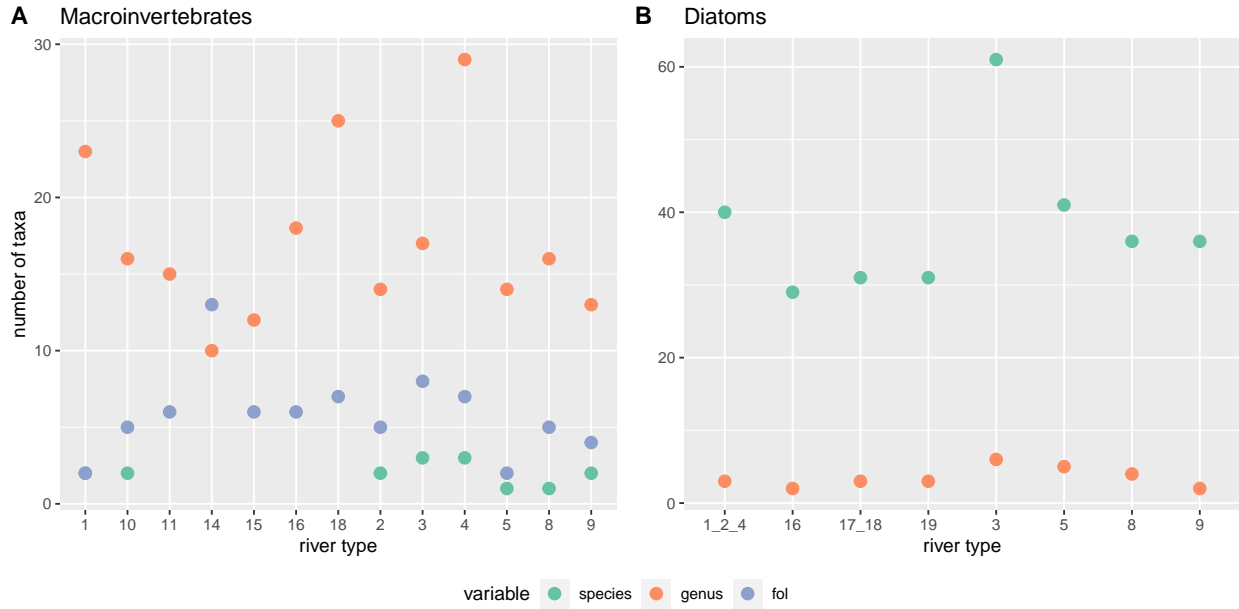 A Macroinvertebrates
number of taxa
30
20
10
0
1 10 11 14 15 16 18 2 3 4 5 8 9
river type
B Diatoms
60
40
20
0
1_2_4 16 17_18 19 3 5 8 9
river type
variable species genus fol